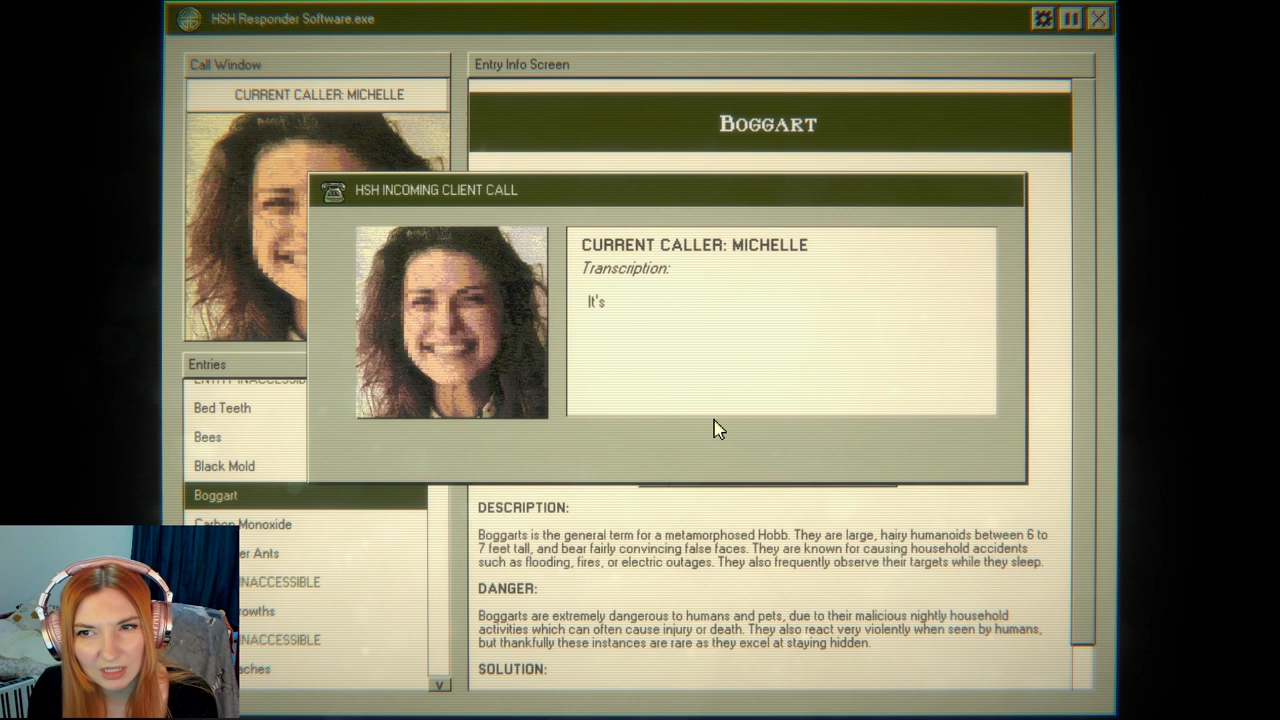 HSH Responder Software.exe
Call Window
Entry Info Screen
CURRENT CALLER: MICHELLE
BOGGART
HSH INCOMING CLIENT CALL
CURRENT CALLER: MICHELLE
Transcription:
It's
Entries
Bed Teeth
Bees
Black Mold
Boggart
Carbon Monoxide
Ants
INACCESSIBLE
INACCESSIBLE
V
DESCRIPTION:
Boggarts is the general term for a metamorphosed Hobb. They are large, hairy humanoids between 6 to
7 feet tall, and bear fairly convincing false faces. They are known for causing household accidents
such as flooding, fires, or electric outages. They also frequently observe their targets while they sleep.
DANGER:
Boggarts are extremely dangerous to humans and pets, due to their malicious nightly household
activities which can often cause injury or death. They also react very violently when seen by humans,
but thankfully these instances are rare as they excel at staying hidden.
SOLUTION: